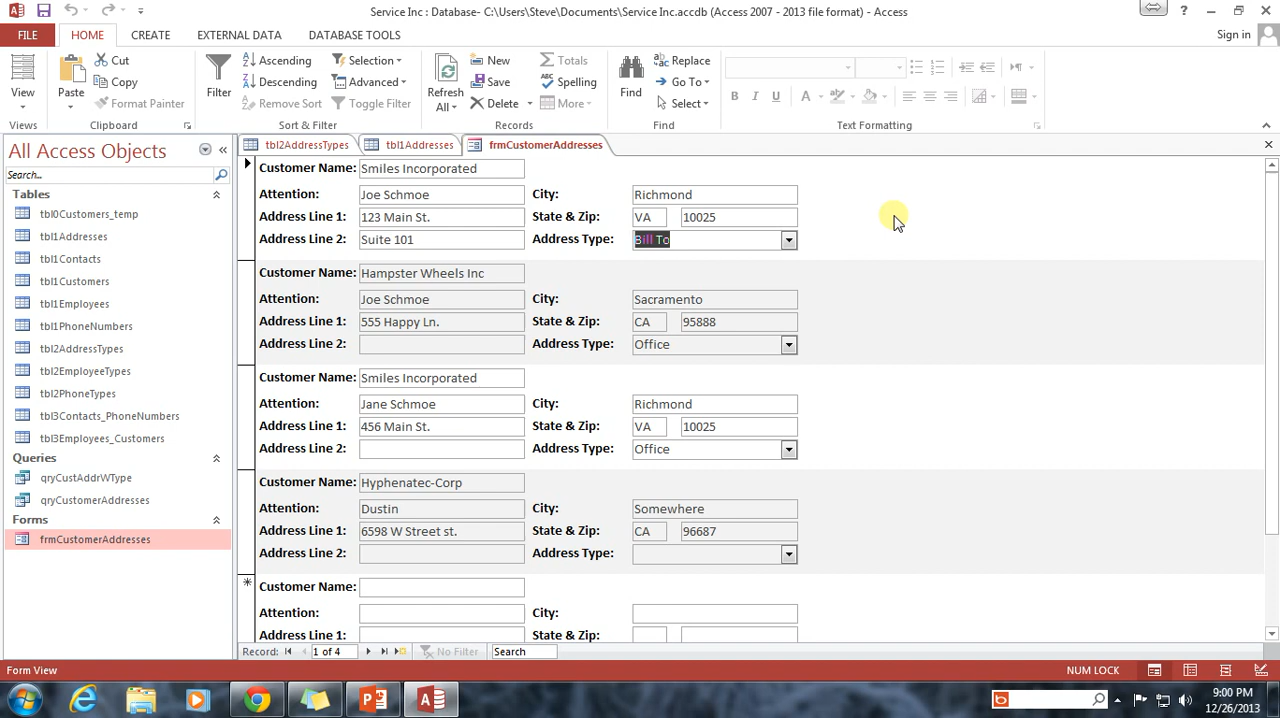 Service Inc : Database- C:\Users\Steve\Documents\Service Inc.accdb (Access 2007 - 2013 file format) - Access
FILE HOME CREATE EXTERNAL DATA DATABASE TOOLS Sign in
View
Views
Paste
Cut
Copy
Format Painter
Clipboard
Filter
Ascending
Descending
Remove Sort
Selection
Advanced
Toggle Filter
Sort & Filter
Refresh
All
New
Save
Delete
Totals
Spelling
More
Records
Find
Replace
Go To
Select
Find
B I U A
Text Formatting
All Access Objects
Search...
Tables
tbl0Customers_temp
tbl1Addresses
tbl1Contacts
tbl1Customers
tbl1Employees
tbl1PhoneNumbers
tbl2AddressTypes
tbl2EmployeeTypes
tbl2PhoneTypes
tbl3Contacts_PhoneNumbers
tbl3Employees_Customers
Queries
qryCustAddrWType
qryCustomerAddresses
Forms
frmCustomerAddresses
tbl2AddressTypes tbl1Addresses frmCustomerAddresses
Customer Name: Smiles Incorporated
Attention: Joe Schmoe City: Richmond
Address Line 1: 123 Main St. State & Zip: VA 10025
Address Line 2: Suite 101 Address Type: Bill To
Customer Name: Hampster Wheels Inc
Attention: Joe Schmoe City: Sacramento
Address Line 1: 555 Happy Ln. State & Zip: CA 95888
Address Line 2: Address Type: Office
Customer Name: Smiles Incorporated
Attention: Jane Schmoe City: Richmond
Address Line 1: 456 Main St. State & Zip: VA 10025
Address Line 2: Address Type: Office
Customer Name: Hyphenatec-Corp
Attention: Dustin City: Somewhere
Address Line 1: 6598 W Street st. State & Zip: CA 96687
Address Line 2: Address Type:
Customer Name:
Attention: City:
Address Line 1: State & Zip:
Record: 1 of 4 No Filter Search
Form View NUM LOCK
9:00 PM
12/26/2013